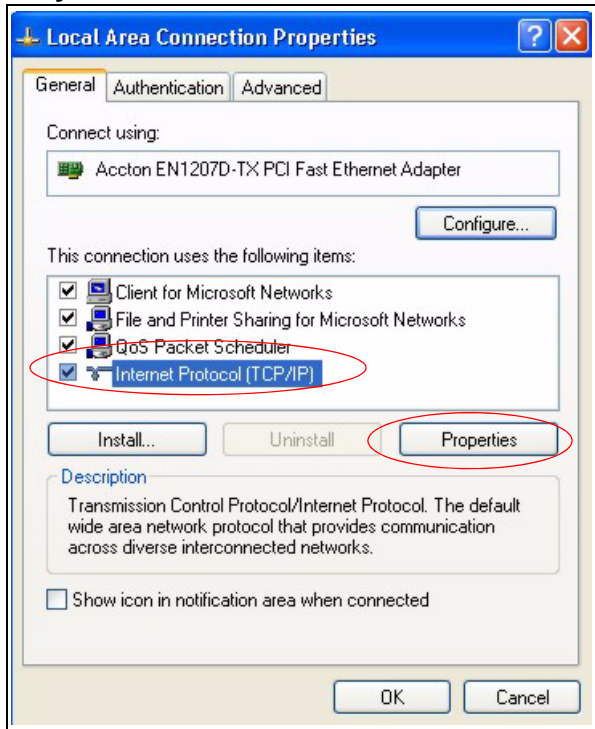 Local Area Connection Properties
General Authentication Advanced
Connect using:
Accton EN1207D-TX PCI Fast Ethernet Adapter
Configure...
This connection uses the following items:
Client for Microsoft Networks
File and Printer Sharing for Microsoft Networks
QoS Packet Scheduler
Internet Protocol (TCP/IP)
Install... Uninstall Properties
Description
Transmission Control Protocol/Internet Protocol. The default
wide area network protocol that provides communication
across diverse interconnected networks.
Show icon in notification area when connected
OK Cancel